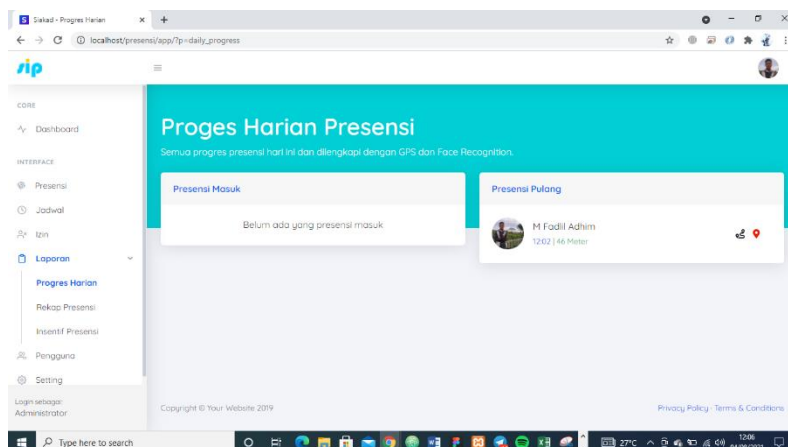 Siakad - Progres Harian
localhost/presensi/app/?p=daily_progress
sip
CORE
Dashboard
INTERFACE
Presensi
Jadwal
Izin
Laporan
Progres Harian
Rekap Presensi
Insentif Presensi
Pengguna
Setting
Login sebagai:
Administrator
Proges Harian Presensi
Semua progres presensi hari ini dan dilengkapi dengan GPS dan Face Recognition.
Presensi Masuk
Belum ada yang presensi masuk
Presensi Pulang
M Fadlil Adhim
12:02 | 46 Meter
Copyright © Your Website 2019
Privacy Policy · Terms & Conditions
Type here to search
27°C
12:06
04/09/2021